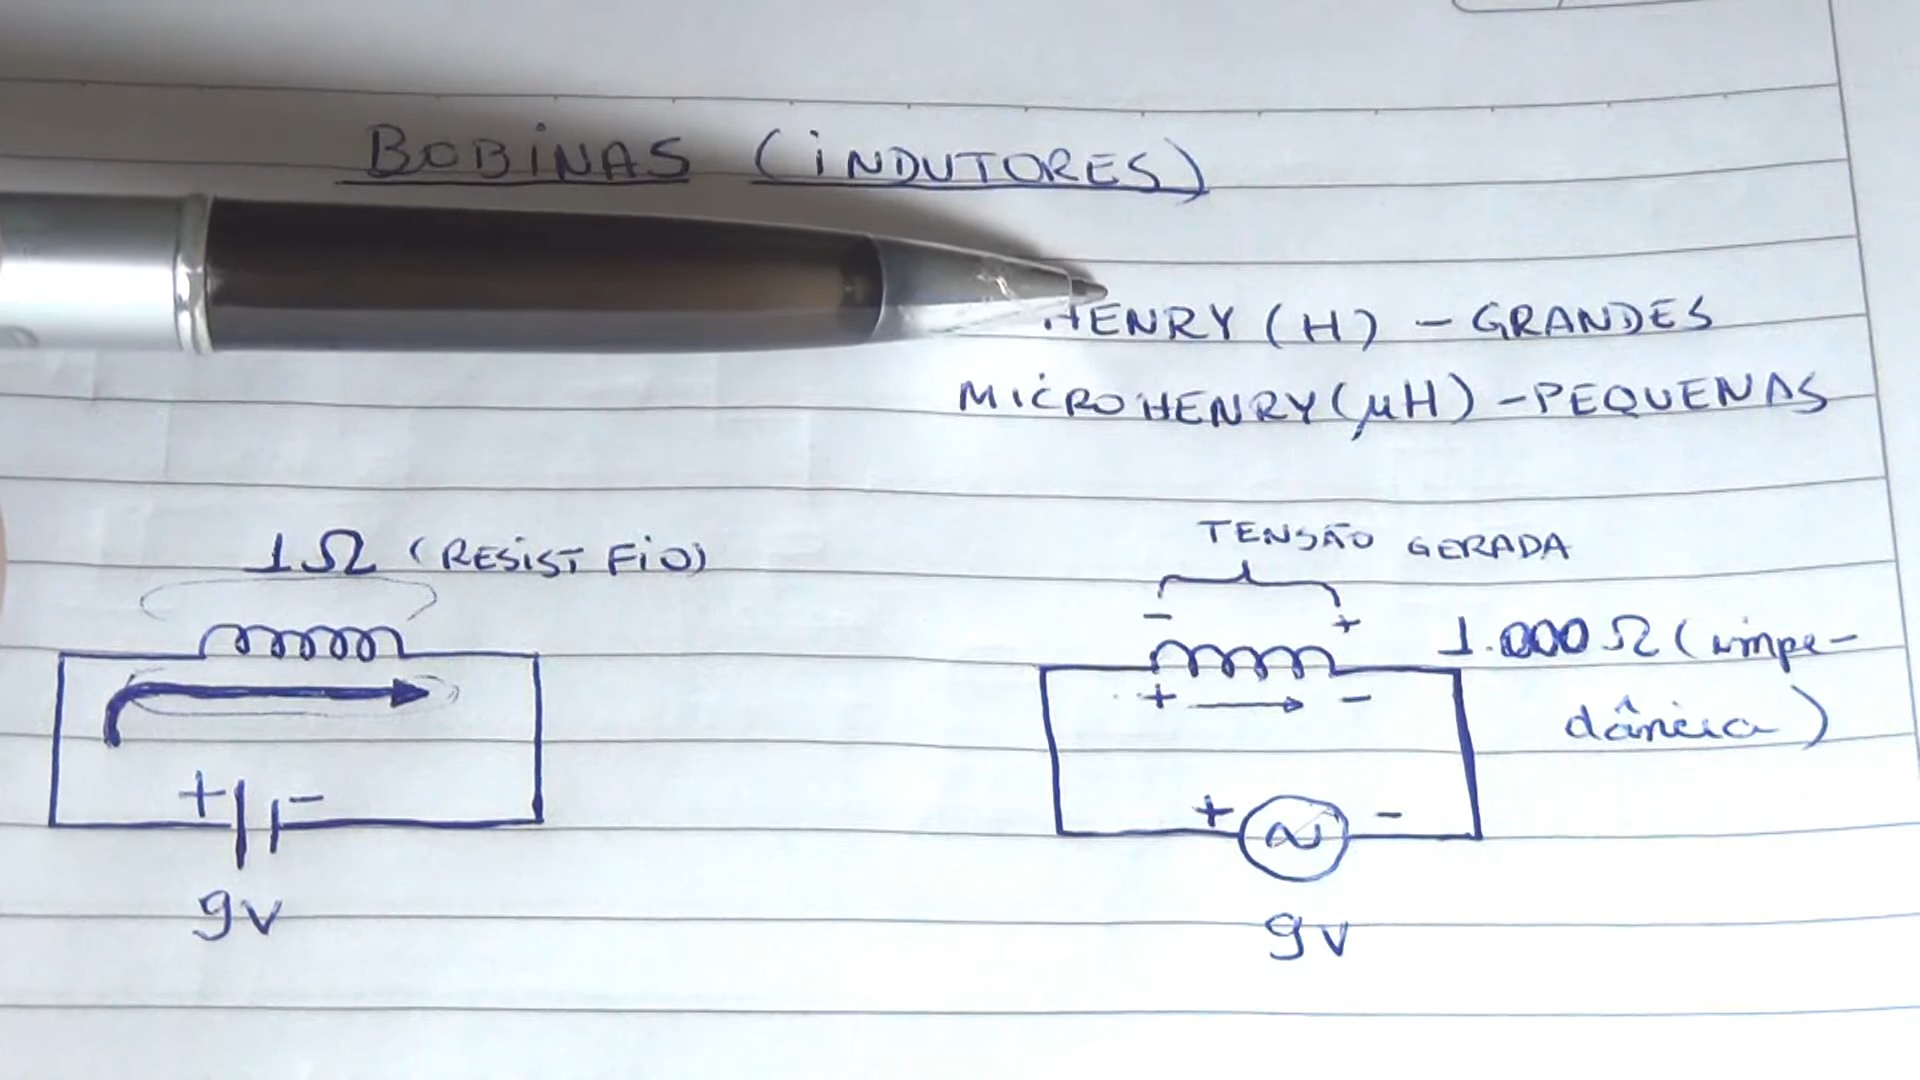 BOBINAS (INDUTORES)
HENRY (H) - GRANDES
MICROHENRY (µH) - PEQUENAS
1Ω (RESIST FIO)
+ -
9V
TENSÃO GERADA
- +
1.000 Ω (impe-
dância)
+ -
+ -
9V